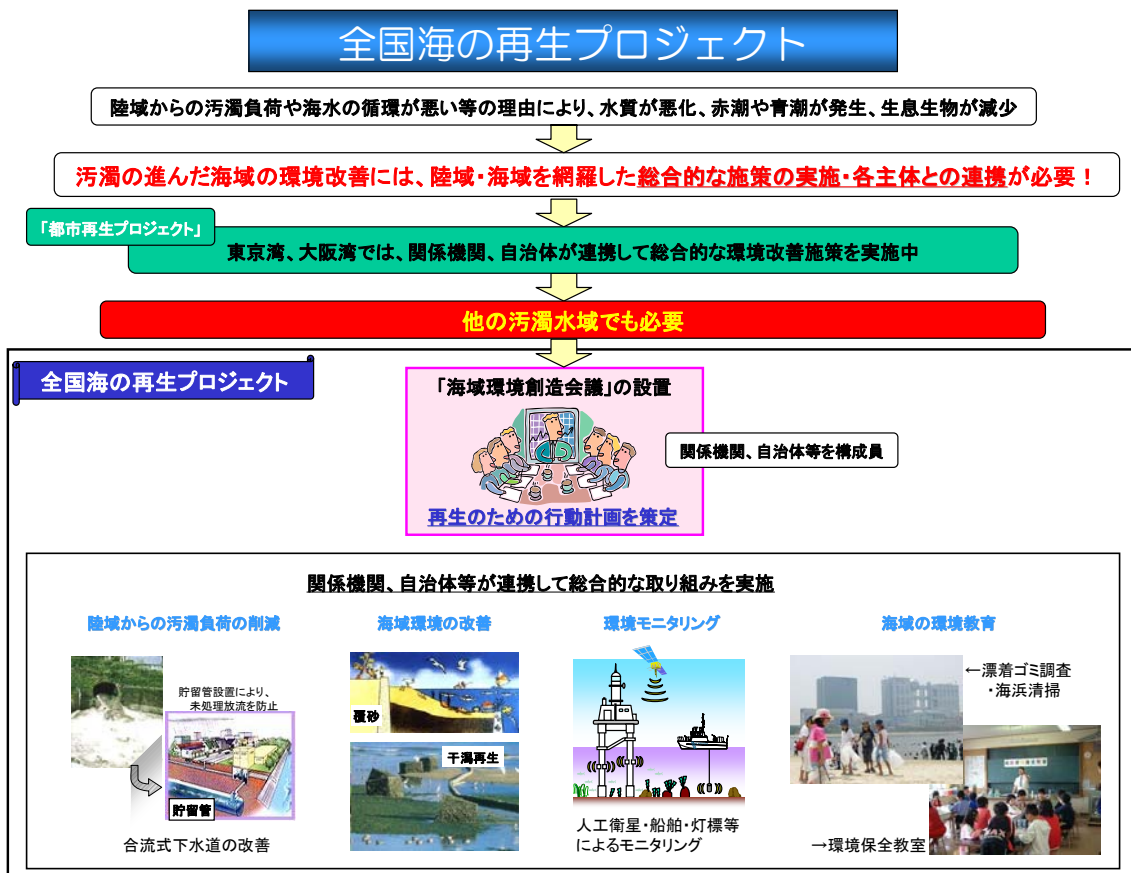 全国海の再生プロジェクト
陸域からの汚濁負荷や海水の循環が悪い等の理由により、水質が悪化、赤潮や青潮が発生、生息生物が減少
汚濁の進んだ海域の環境改善には、陸域・海域を網羅した総合的な施策の実施・各主体との連携が必要！
「都市再生プロジェクト」
東京湾、大阪湾では、関係機関、自治体が連携して総合的な環境改善施策を実施中
他の汚濁水域でも必要
全国海の再生プロジェクト
「海域環境創造会議」の設置
関係機関、自治体等を構成員
再生のための行動計画を策定
関係機関、自治体等が連携して総合的な取り組みを実施
陸域からの汚濁負荷の削減
貯留管設置により、
未処理放流を防止
貯留管
合流式下水道の改善
海域環境の改善
覆砂
干潟再生
環境モニタリング
人工衛星・船舶・灯標等
によるモニタリング
海域の環境教育
←漂着ゴミ調査
・海浜清掃
→環境保全教室